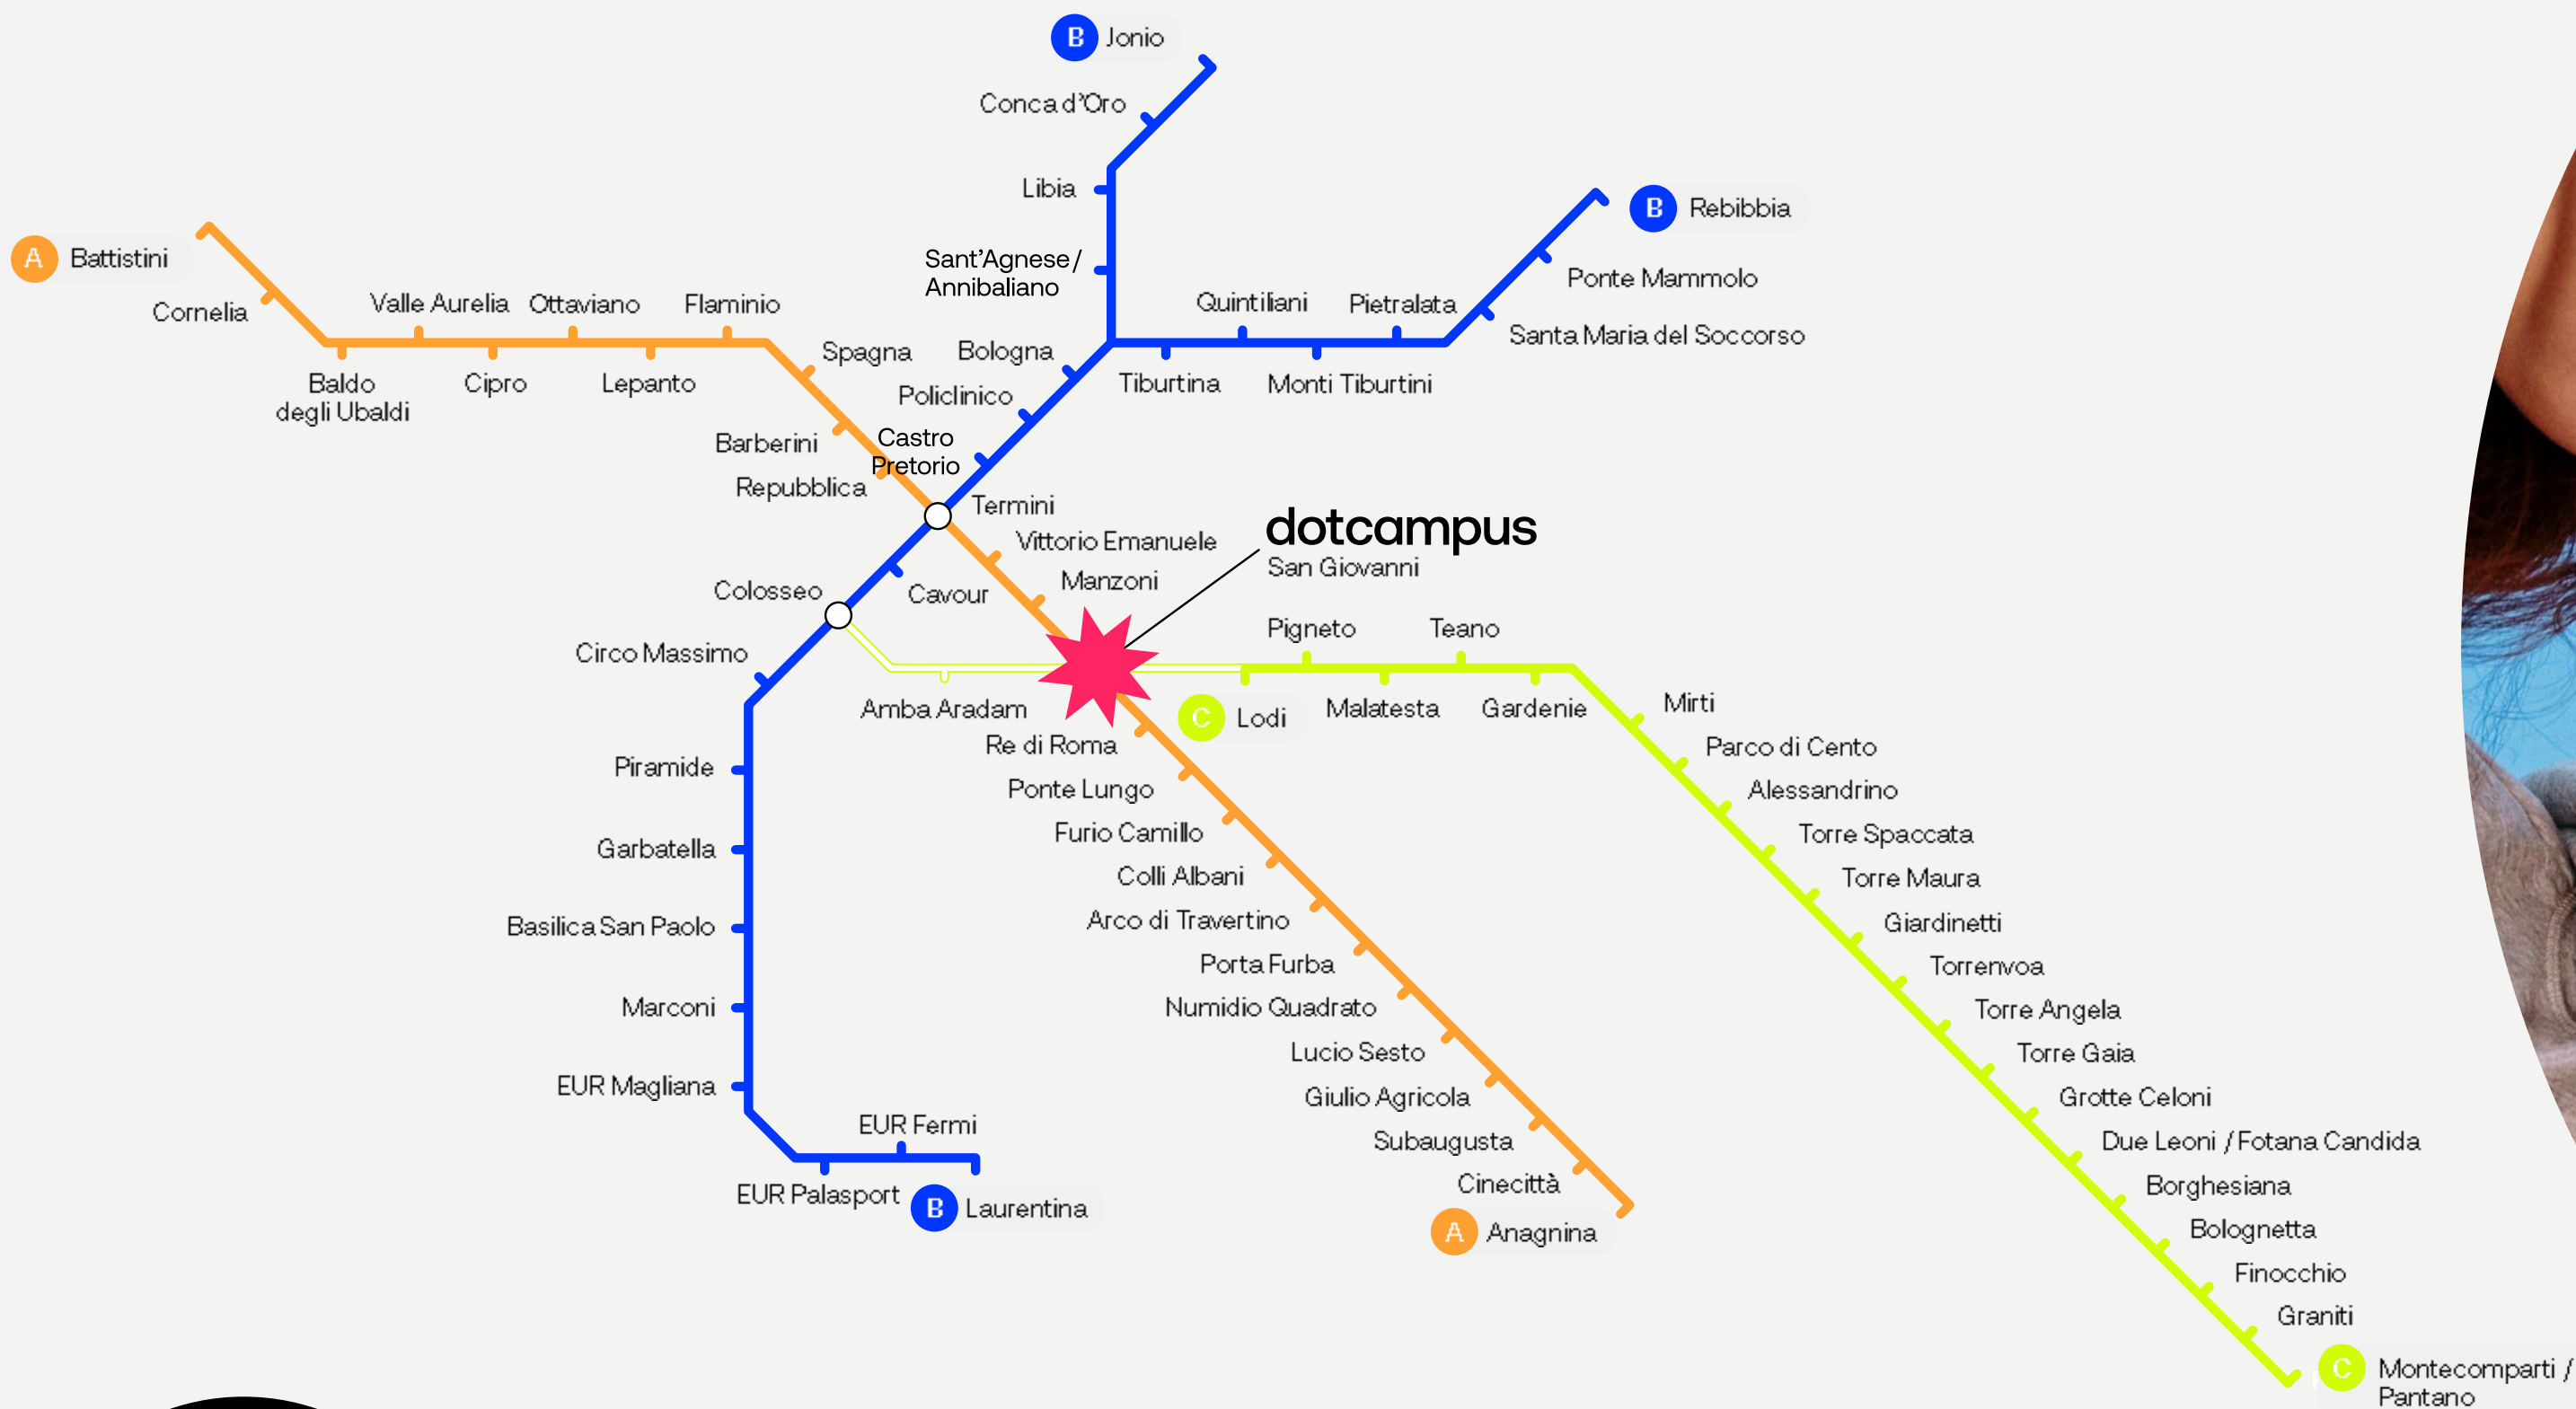 B Jonio
Conca d'Oro
Libia
B Rebibbia
Sant'Agnese/
Annibaliano
A Battistini
Ponte Mammolo
Cornelia
Valle Aurelia
Ottaviano
Flaminio
Quintiliani
Pietralata
Santa Maria del Soccorso
Spagna
Bologna
Baldo
degli Ubaldi
Cipro
Lepanto
Tiburtina
Monti Tiburtini
Policlinico
Barberini
Castro
Pretorio
Repubblica
Termini
Vittorio Emanuele
dotcampus
San Giovanni
Manzoni
Colosseo
Cavour
Pigneto
Teano
Circo Massimo
Amba Aradam
C Lodi
Malatesta
Gardenie
Mirti
Re di Roma
Parco di Cento
Piramide
Ponte Lungo
Alessandrino
Furio Camillo
Torre Spaccata
Garbatella
Colli Albani
Torre Maura
Basilica San Paolo
Arco di Travertino
Giardinetti
Porta Furba
Torrenvoa
Marconi
Numidio Quadrato
Torre Angela
Lucio Sesto
Torre Gaia
EUR Magliana
Giulio Agricola
Grotte Celoni
EUR Fermi
Subaugusta
Due Leoni / Fotana Candida
Cinecittà
Borghesiana
EUR Palasport
B Laurentina
A Anagnina
Bolognetta
Finocchio
Graniti
C Montecomparti /
Pantano